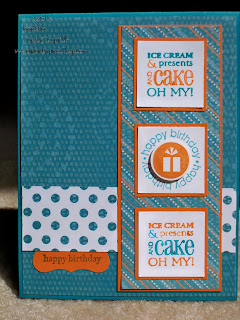 ICE CREAM
& presents
AND CAKE
OH MY!
happy birthday • happy birthday •
ICE CREAM
& presents
AND CAKE
OH MY!
happy birthday